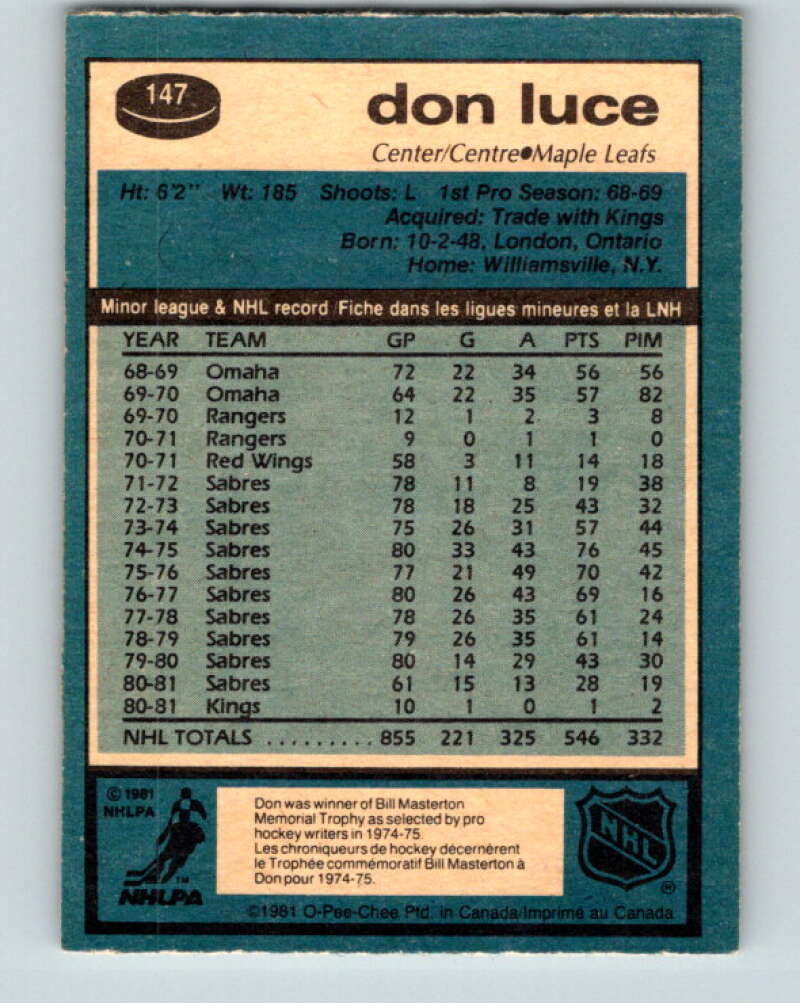 147
don luce
Center/Centre●Maple Leafs
Ht: 6'2" Wt: 185 Shoots: L 1st Pro Season: 68-69
Acquired: Trade with Kings
Born: 10-2-48, London, Ontario
Home: Williamsville, N.Y.
Minor league & NHL record/Fiche dans les ligues mineures et la LNH
YEAR TEAM GP G A PTS PIM
68-69 Omaha 72 22 34 56 56
69-70 Omaha 64 22 35 57 82
69-70 Rangers 12 1 2 3 8
70-71 Rangers 9 0 1 1 0
70-71 Red Wings 58 3 11 14 18
71-72 Sabres 78 11 8 19 38
72-73 Sabres 78 18 25 43 32
73-74 Sabres 75 26 31 57 44
74-75 Sabres 80 33 43 76 45
75-76 Sabres 77 21 49 70 42
76-77 Sabres 80 26 43 69 16
77-78 Sabres 78 26 35 61 24
78-79 Sabres 79 26 35 61 14
79-80 Sabres 80 14 29 43 30
80-81 Sabres 61 15 13 28 19
80-81 Kings 10 1 0 1 2
NHL TOTALS ......... 855 221 325 546 332
© 1981
NHLPA
TM
NHLPA
Don was winner of Bill Masterton
Memorial Trophy as selected by pro
hockey writers in 1974-75.
Les chroniqueurs de hockey décernérent
le Trophée commémoratif Bill Masterton à
Don pour 1974-75.
NHL
®
©1981 O-Pee-Chee Ptd. in Canada/Imprimé au Canada